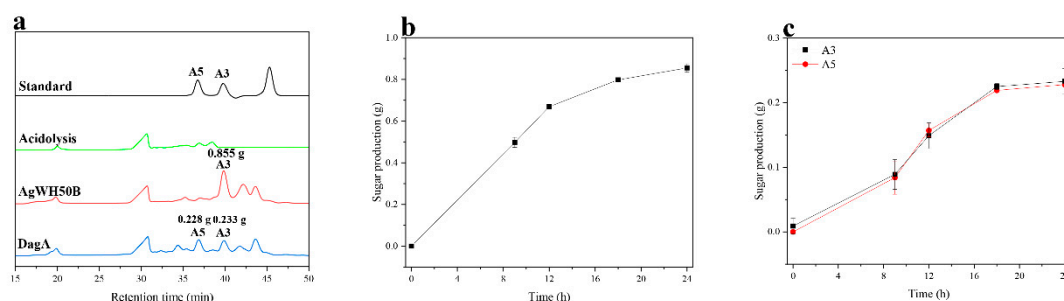 a
Standard
A5
A3
Acidolysis
0.855 g
A3
AgWH50B
0.228 g 0.233 g
A5 A3
DagA
15 20 25 30 35 40 45 50
Retention time (min)
b
Sugar production (g)
1.0
0.8
0.6
0.4
0.2
0.0
0 4 8 12 16 20 24
Time (h)
c
A3
A5
Sugar production (g)
0.3
0.2
0.1
0.0
0 4 8 12 16 20 24
Time (h)